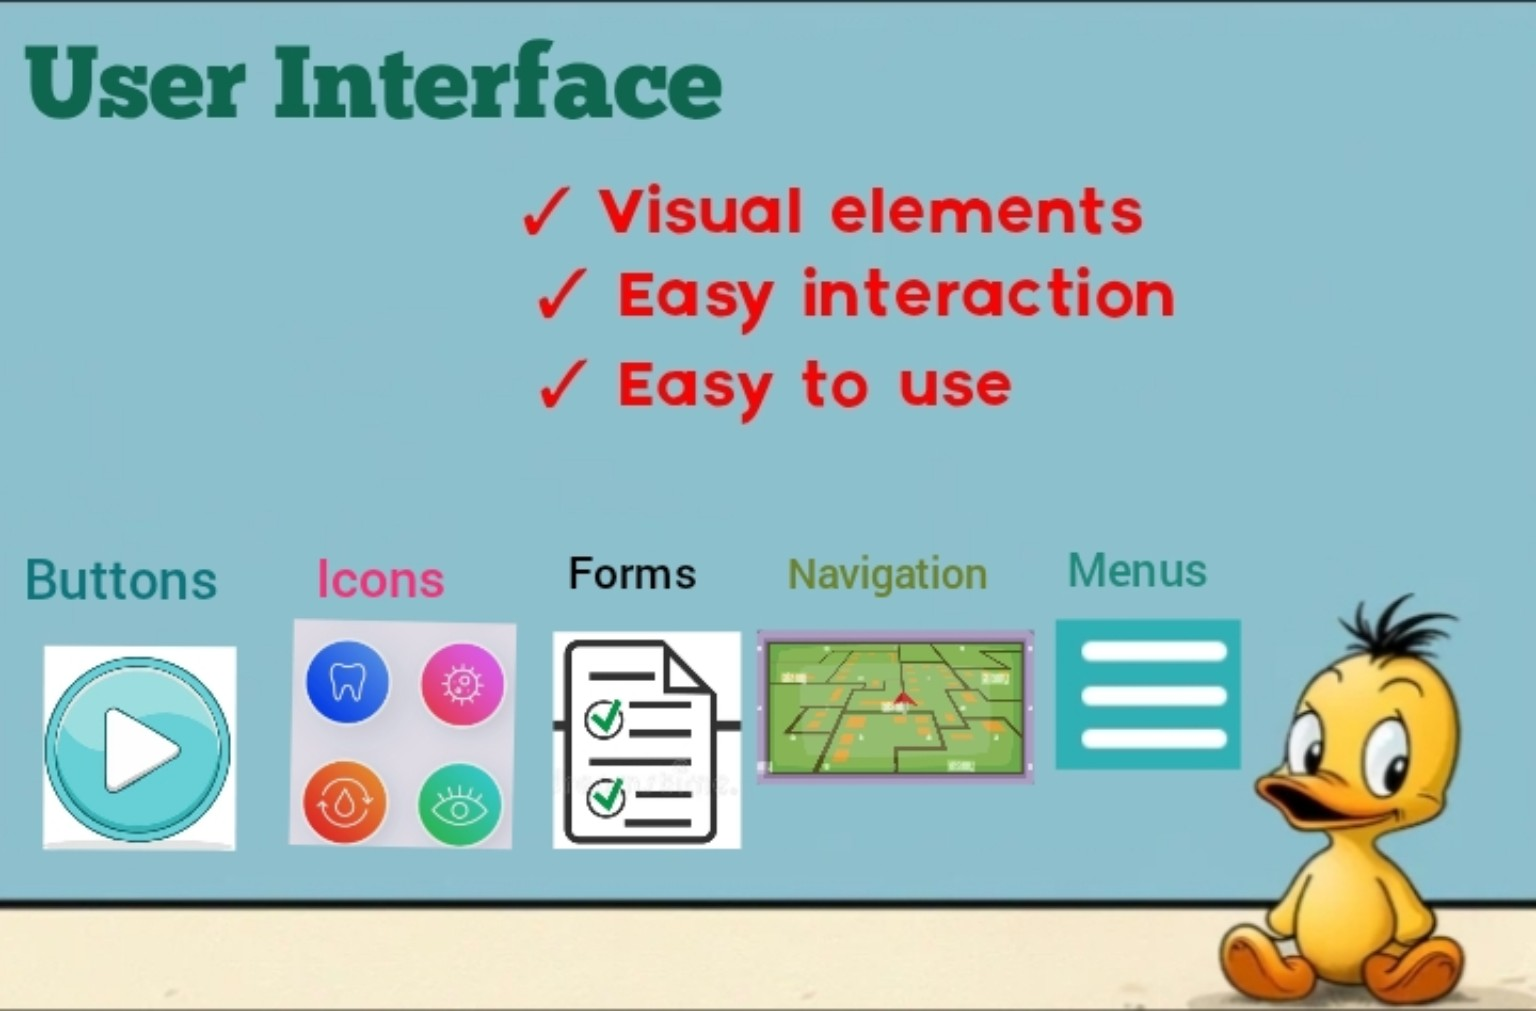 User Interface
✓ Visual elements
✓ Easy interaction
✓ Easy to use
Buttons
Icons
Forms
Navigation
Menus